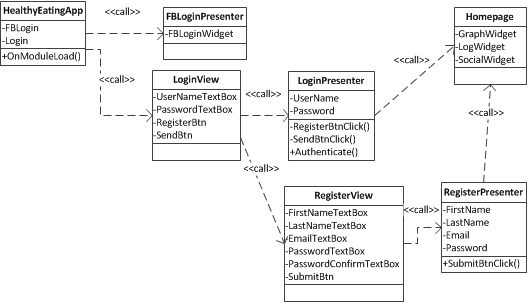 HealthyEatingApp
-FBLogin
-Login
+OnModuleLoad()
<<call>>
FBLoginPresenter
-FBLoginWidget
Homepage
-GraphWidget
-LogWidget
-SocialWidget
<<call>>
LoginView
-UserNameTextBox
-PasswordTextBox
-RegisterBtn
-SendBtn
<<call>>
LoginPresenter
-UserName
-Password
+RegisterBtnClick()
-SendBtnClick()
+Authenticate()
<<call>>
<<call>>
<<call>>
RegisterView
-FirstNameTextBox
-LastNameTextBox
-EmailTextBox
-PasswordTextBox
-PasswordConfirmTextBox
-SubmitBtn
<<call>>
RegisterPresenter
-FirstName
-LastName
-Email
-Password
+SubmitBtnClick()